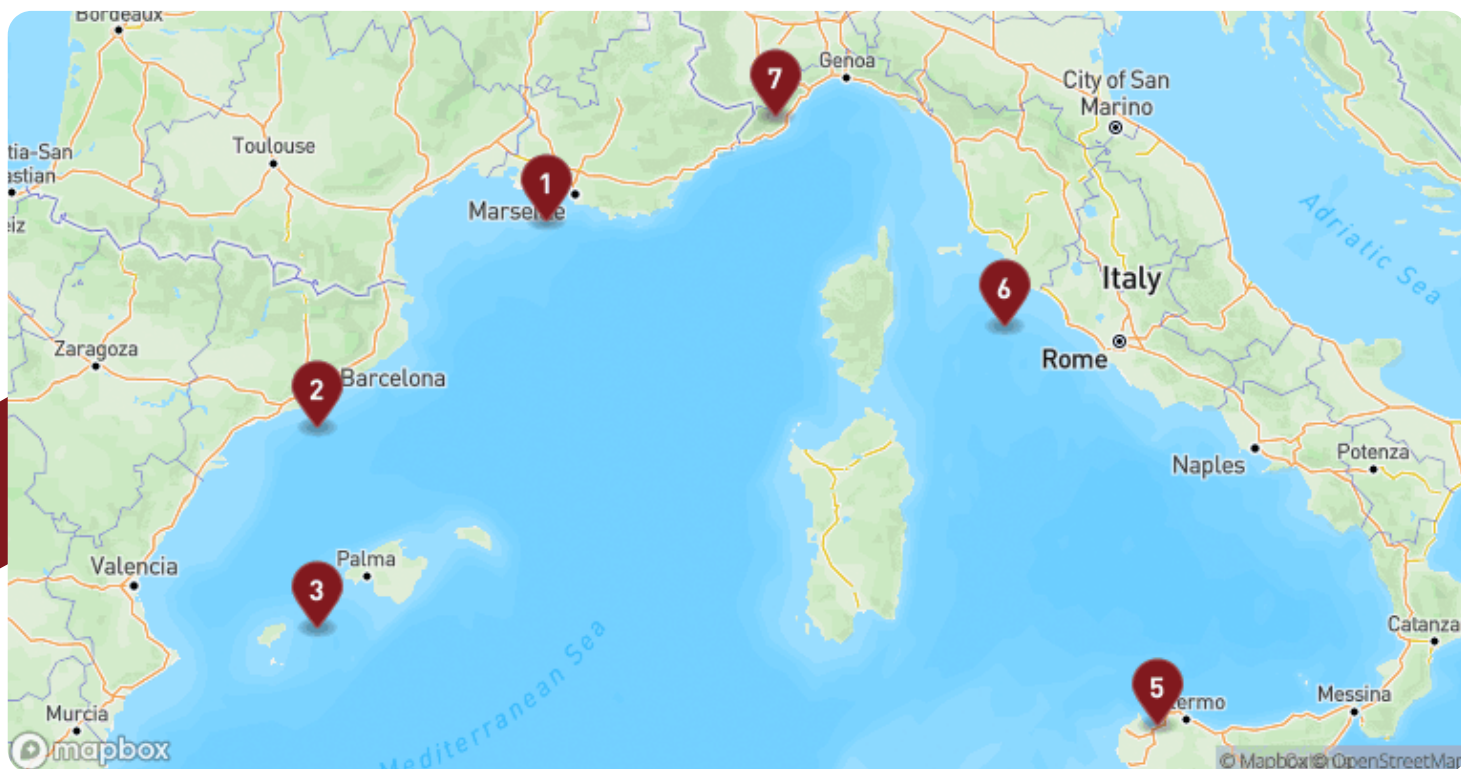 Bordeaux
7
Genoa
City of San
Marino
Toulouse
tia-San
astian
1
Marseille
eiz
Adriatic Sea
6
Italy
Zaragoza
Rome
2
Barcelona
Naples
Potenza
Palma
Valencia
3
Mediterranean Sea
Catanza
5
ermo
Messina
Murcia
mapbox
© Mapbox © OpenStreetMap